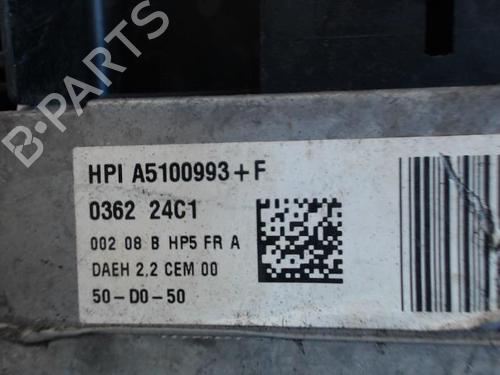 B-PARTS
HPI A5100993+F
0362 24C1
002 08 B HP5 FR A
DAEH 2.2 CEM 00
50-D0-50